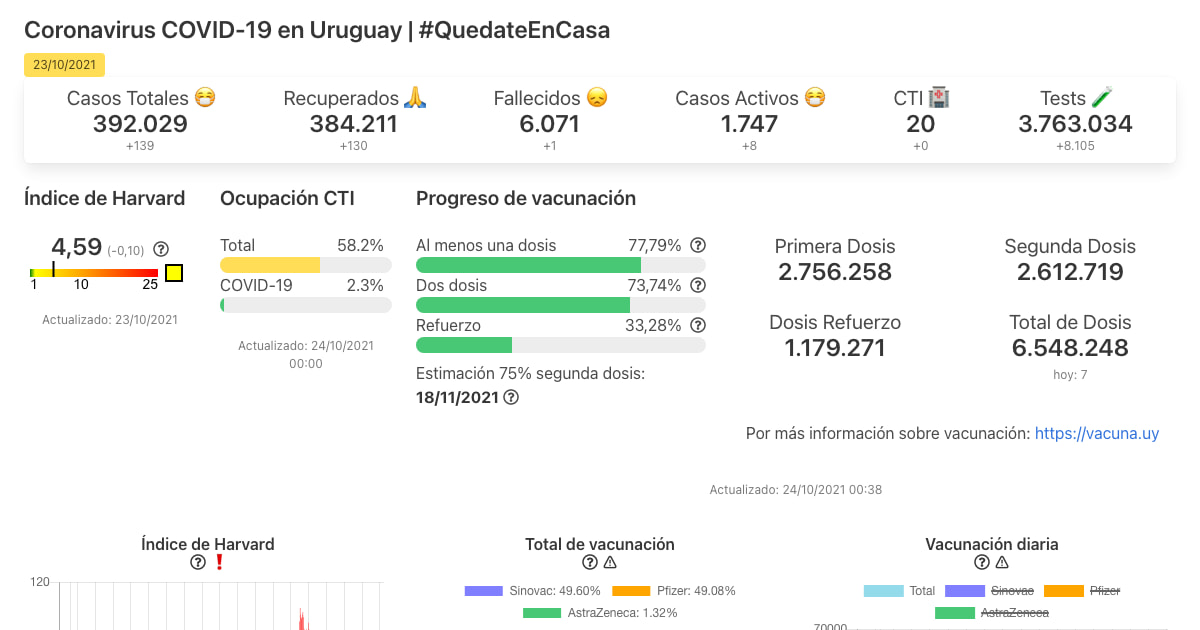 Coronavirus COVID-19 en Uruguay | #QuedateEnCasa
23/10/2021
Casos Totales 😷 Recuperados 🙏 Fallecidos 😞 Casos Activos 😷 CTI 🏥 Tests 🧪
392.029 384.211 6.071 1.747 20 3.763.034
+139 +130 +1 +8 +0 +8.105
Índice de Harvard Ocupación CTI Progreso de vacunación
4,59 (-0,10)
1 10 25
Actualizado: 23/10/2021
Total 58.2%
COVID-19 2.3%
Actualizado: 24/10/2021
00:00
Al menos una dosis 77,79%
Dos dosis 73,74%
Refuerzo 33,28%
Estimación 75% segunda dosis:
18/11/2021
Primera Dosis Segunda Dosis
2.756.258 2.612.719
Dosis Refuerzo Total de Dosis
1.179.271 6.548.248
hoy: 7
Por más información sobre vacunación: https://vacuna.uy
Actualizado: 24/10/2021 00:38
Índice de Harvard
❗
120
Total de vacunación
Sinovac: 49.60% Pfizer: 49.08%
AstraZeneca: 1.32%
Vacunación diaria
Total Sinovac Pfizer
AstraZeneca
70000